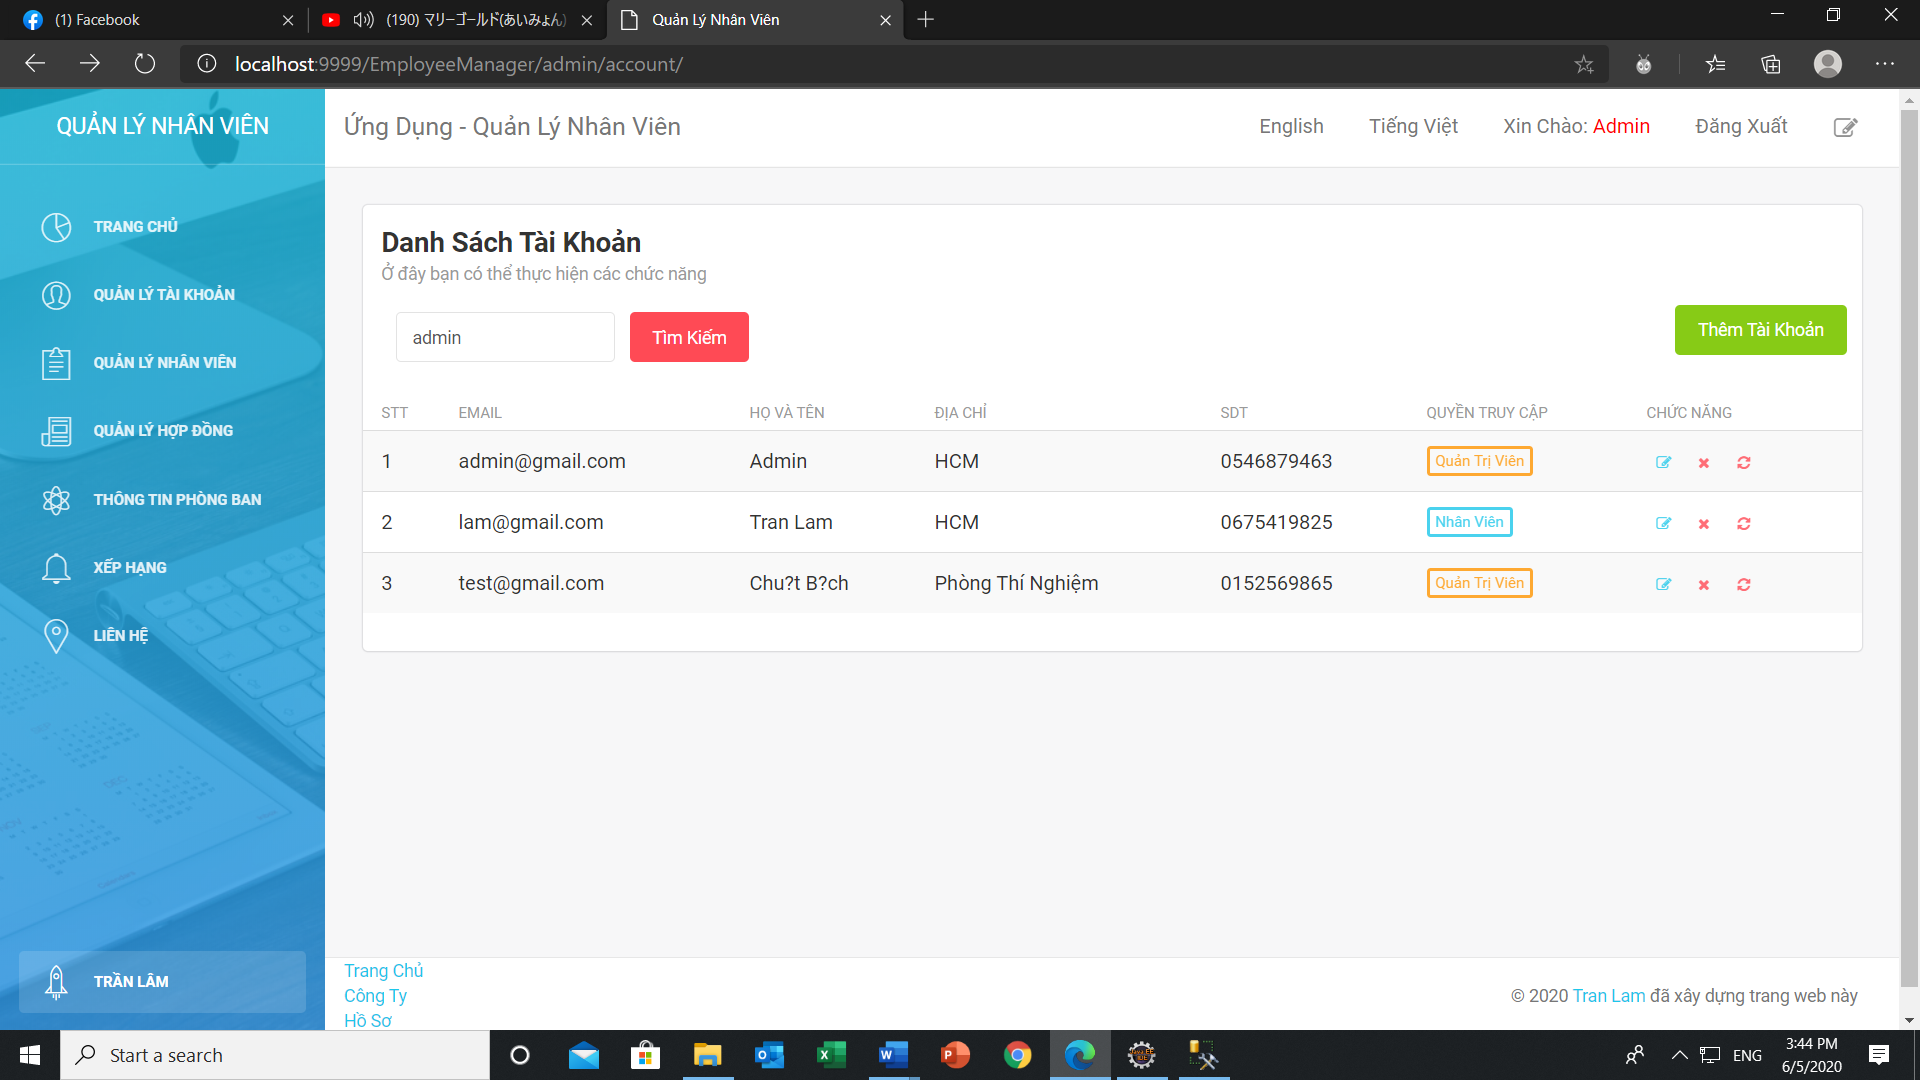 (1) Facebook
(190) マリーゴールド(あいみょん)
Quản Lý Nhân Viên
localhost:9999/EmployeeManager/admin/account/
QUẢN LÝ NHÂN VIÊN
Ứng Dụng - Quản Lý Nhân Viên
English
Tiếng Việt
Xin Chào: Admin
Đăng Xuất
TRANG CHỦ
QUẢN LÝ TÀI KHOẢN
QUẢN LÝ NHÂN VIÊN
QUẢN LÝ HỢP ĐỒNG
THÔNG TIN PHÒNG BAN
XẾP HẠNG
LIÊN HỆ
TRẦN LÂM
Danh Sách Tài Khoản
Ở đây bạn có thể thực hiện các chức năng
admin
Tìm Kiếm
Thêm Tài Khoản
STT EMAIL HỌ VÀ TÊN ĐỊA CHỈ SDT QUYỀN TRUY CẬP CHỨC NĂNG
1 admin@gmail.com Admin HCM 0546879463 Quản Trị Viên
2 lam@gmail.com Tran Lam HCM 0675419825 Nhân Viên
3 test@gmail.com Chu?t B?ch Phòng Thí Nghiệm 0152569865 Quản Trị Viên
Trang Chủ
Công Ty
Hồ Sơ
© 2020 Tran Lam đã xây dựng trang web này
Start a search
ENG
3:44 PM
6/5/2020